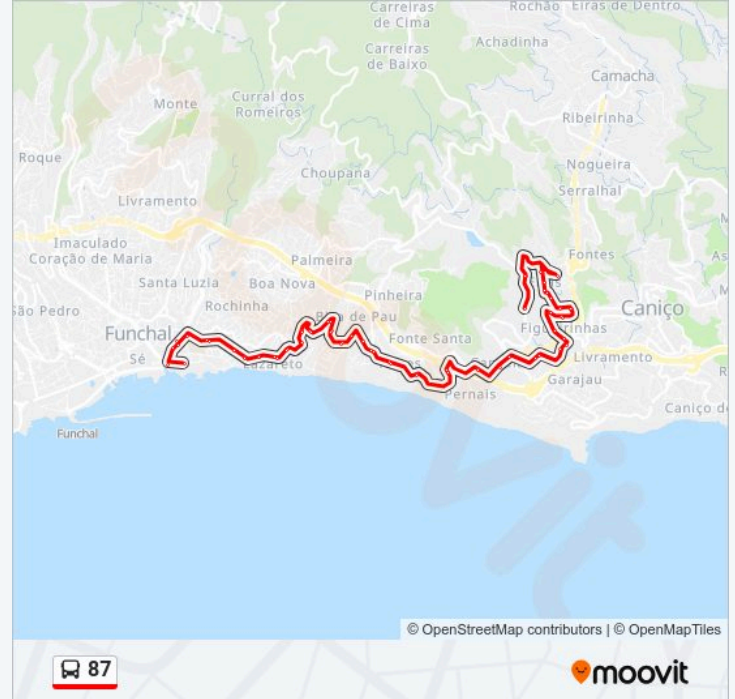 Carreiras
de Cima
Rochão
Eiras de Dentro
Achadinha
Carreiras
de Baixo
Camacha
Monte
Curral dos
Romeiros
Ribeirinha
Roque
Choupana
Nogueira
Serralhal
Livramento
Imaculado
Coração de Maria
Palmeira
Fontes
Santa Luzia
Boa Nova
Pinheira
São Pedro
Rochinha
Caniço
Funchal
Fonte Santa
Sé
Lazareto
Livramento
Garajau
Pernais
Caniço d
Funchal
© OpenStreetMap contributors | © OpenMapTiles
87
moovit